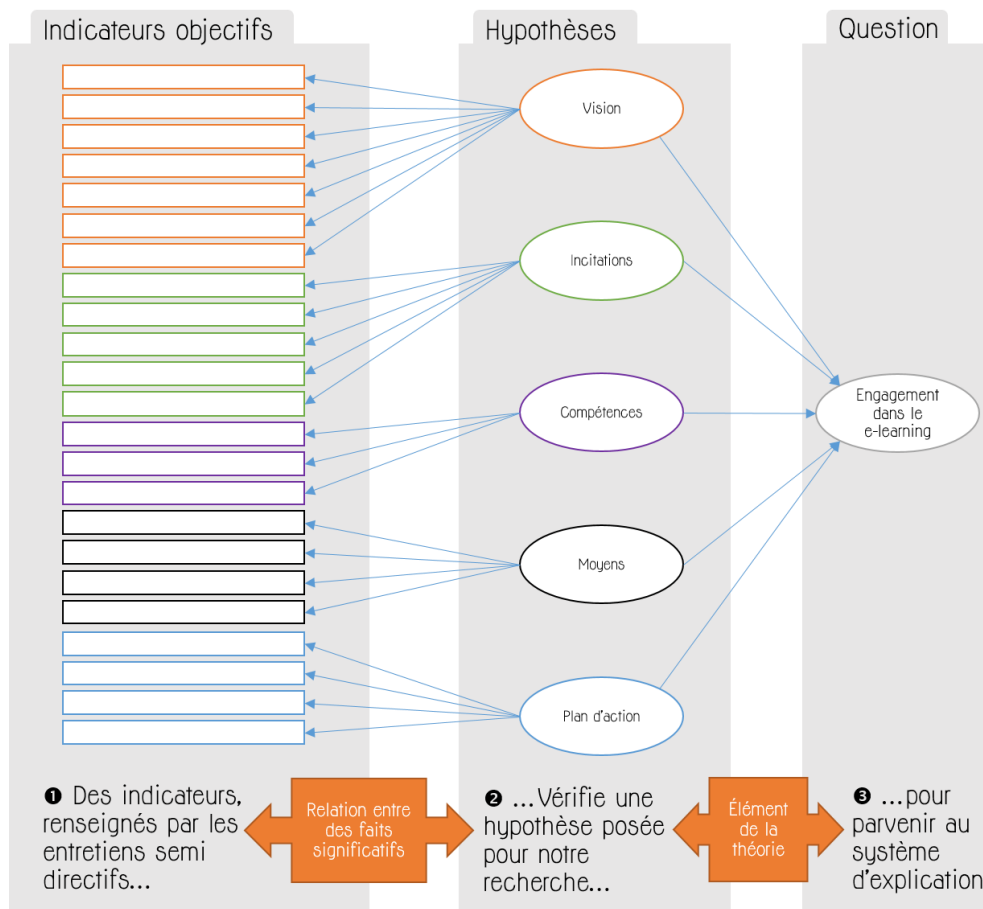 Indicateurs objectifs
Hypothèses
Question
Vision
Incitations
Compétences
Moyens
Plan d'action
Engagement
dans le
e-learning
❶ Des indicateurs,
renseignés par les
entretiens semi
directifs...
Relation entre
des faits
significatifs
❷ ...Vérifie une
hypothèse posée
pour notre
recherche...
Élément
de la
théorie
❸ ...pour
parvenir au
système
d'explication